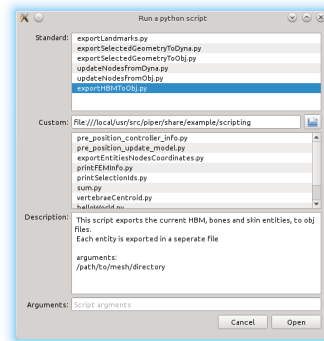 Run a python script
Standard:
exportLandmarks.py
exportSelectedGeometryToDyna.py
exportSelectedGeometryToObj.py
updateNodesfromDyna.py
updateNodesfromObj.py
exportHBMToObj.py
Custom: file:///local/usr/src/piper/share/example/scripting
pre_position_controller_info.py
pre_position_update_model.py
exportEntitiesNodesCoordinates.py
printFEMInfo.py
printSelectionIds.py
sum.py
vertebraeCentroid.py
helloWorld.py
Description: This script exports the current HBM, bones and skin entities, to obj
files.
Each entity is exported in a seperate file
arguments:
/path/to/mesh/directory
Arguments: Script argments
Cancel Open